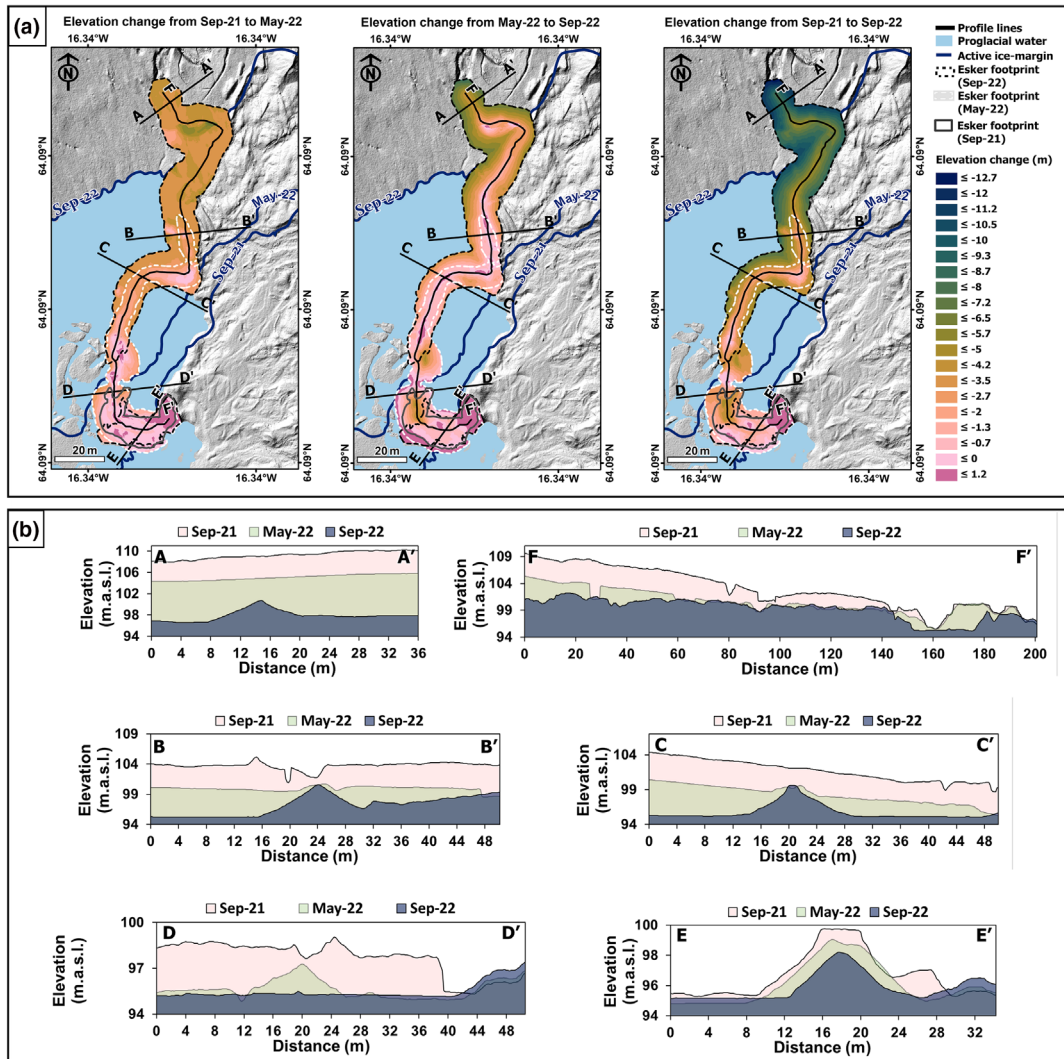 (a)
Elevation change from Sep-21 to May-22
Elevation change from May-22 to Sep-22
Elevation change from Sep-21 to Sep-22
16.34°W 16.34°W 16.34°W 16.34°W 16.34°W 16.34°W
N N N
A A' B B' C C' D D' E E' F F'
A A' B B' C C' D D' E E' F F'
A A' B B' C C' D D' E E' F F'
64.09°N 64.09°N
64.09°N 64.09°N
64.09°N 64.09°N
Sep-22 May-22 Sep-21
Sep-22 May-22 Sep-21
Sep-22 May-22 Sep-21
20 m 20 m 20 m
16.34°W 16.34°W 16.34°W 16.34°W 16.34°W 16.34°W
Profile lines
Proglacial water
Active ice-margin
Esker footprint
(Sep-22)
Esker footprint
(May-22)
Esker footprint
(Sep-21)
Elevation change (m)
≤ -12.7
≤ -12
≤ -11.2
≤ -10.5
≤ -10
≤ -9.3
≤ -8.7
≤ -8
≤ -7.2
≤ -6.5
≤ -5.7
≤ -5
≤ -4.2
≤ -3.5
≤ -2.7
≤ -2
≤ -1.3
≤ -0.7
≤ 0
≤ 1.2
(b)
Sep-21 May-22 Sep-22
A A'
Elevation
(m.a.s.l.)
110
106
102
98
94
0 4 8 12 16 20 24 28 32 36
Distance (m)
Sep-21 May-22 Sep-22
F F'
Elevation
(m.a.s.l.)
109
104
99
94
0 20 40 60 80 100 120 140 160 180 200
Distance (m)
Sep-21 May-22 Sep-22
B B'
Elevation
(m.a.s.l.)
109
104
99
94
0 4 8 12 16 20 24 28 32 36 40 44 48
Distance (m)
Sep-21 May-22 Sep-22
C C'
Elevation
(m.a.s.l.)
104
99
94
0 4 8 12 16 20 24 28 32 36 40 44 48
Distance (m)
Sep-21 May-22 Sep-22
D D'
Elevation
(m.a.s.l.)
100
97
94
0 4 8 12 16 20 24 28 32 36 40 44 48
Distance (m)
Sep-21 May-22 Sep-22
E E'
Elevation
(m.a.s.l.)
100
98
96
94
0 4 8 12 16 20 24 28 32
Distance (m)